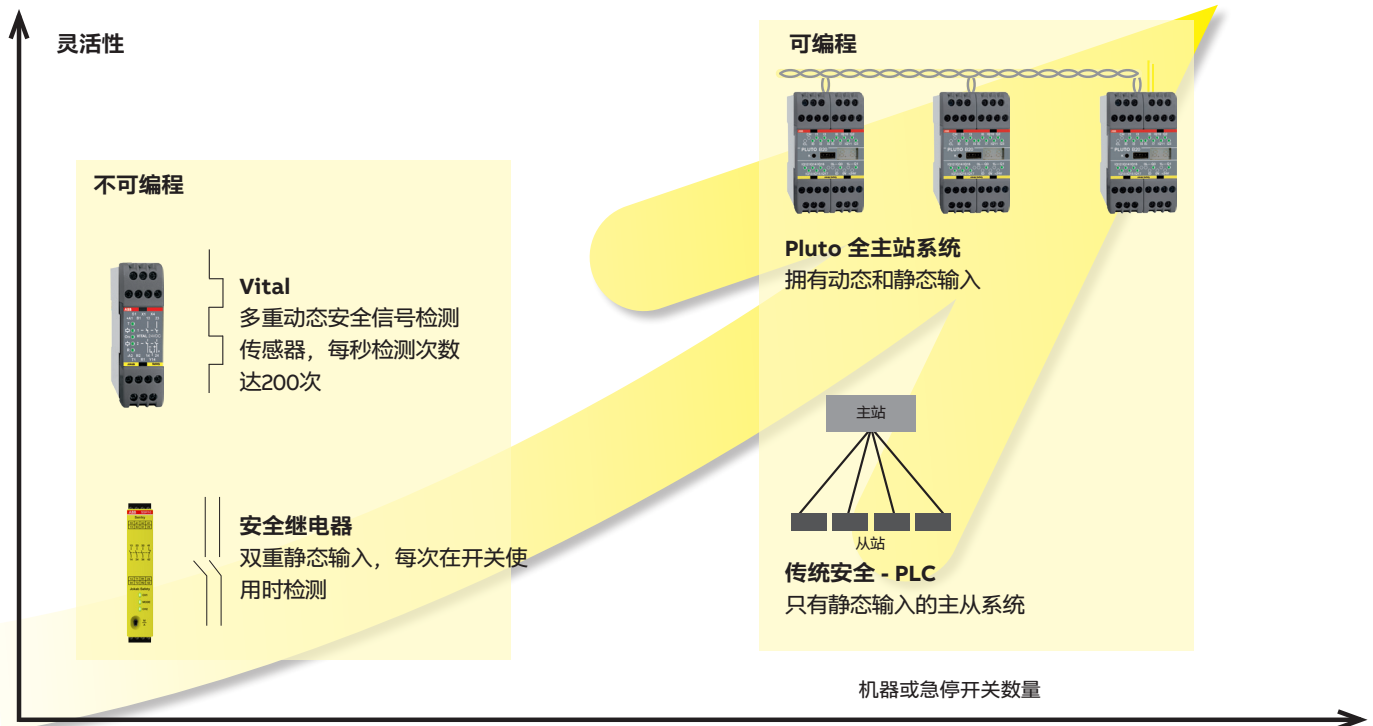 灵活性
不可编程
Vital
多重动态安全信号检测
传感器，每秒检测次数
达200次
安全继电器
双重静态输入，每次在开关使
用时检测
可编程
PLUTO
PLUTO
PLUTO
Pluto 全主站系统
拥有动态和静态输入
主站
从站
传统安全 - PLC
只有静态输入的主从系统
机器或急停开关数量